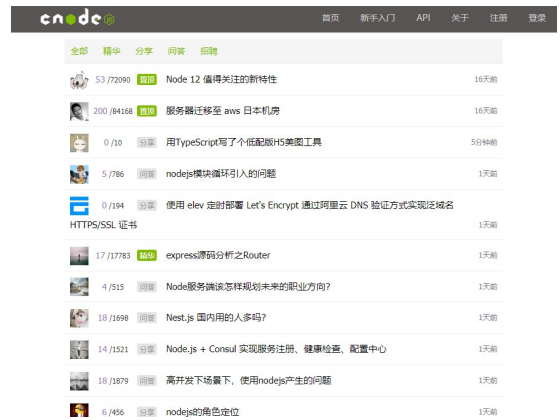 cnodejs
首页 新手入门 API 关于 注册 登录
全部 精华 分享 问答 招聘
53 /72090 置顶 Node 12 值得关注的新特性 16天前
200 /84168 置顶 服务器迁移至 aws 日本机房 16天前
0 /10 分享 用TypeScript写了个低配版H5美图工具 5分钟前
5 /786 问答 nodejs模块循环引入的问题 1天前
0 /194 分享 使用 elev 定时部署 Let's Encrypt 通过阿里云 DNS 验证方式实现泛域名
HTTPS/SSL 证书 1天前
17 /17783 精华 express源码分析之Router 1天前
4 /515 问答 Node服务端该怎样规划未来的职业方向? 1天前
18 /1698 问答 Nest.js 国内用的人多吗? 1天前
14 /1521 分享 Node.js + Consul 实现服务注册、健康检查、配置中心 1天前
18 /1879 问答 高并发下场景下，使用nodejs产生的问题 1天前
6 /456 分享 nodejs的角色定位 1天前